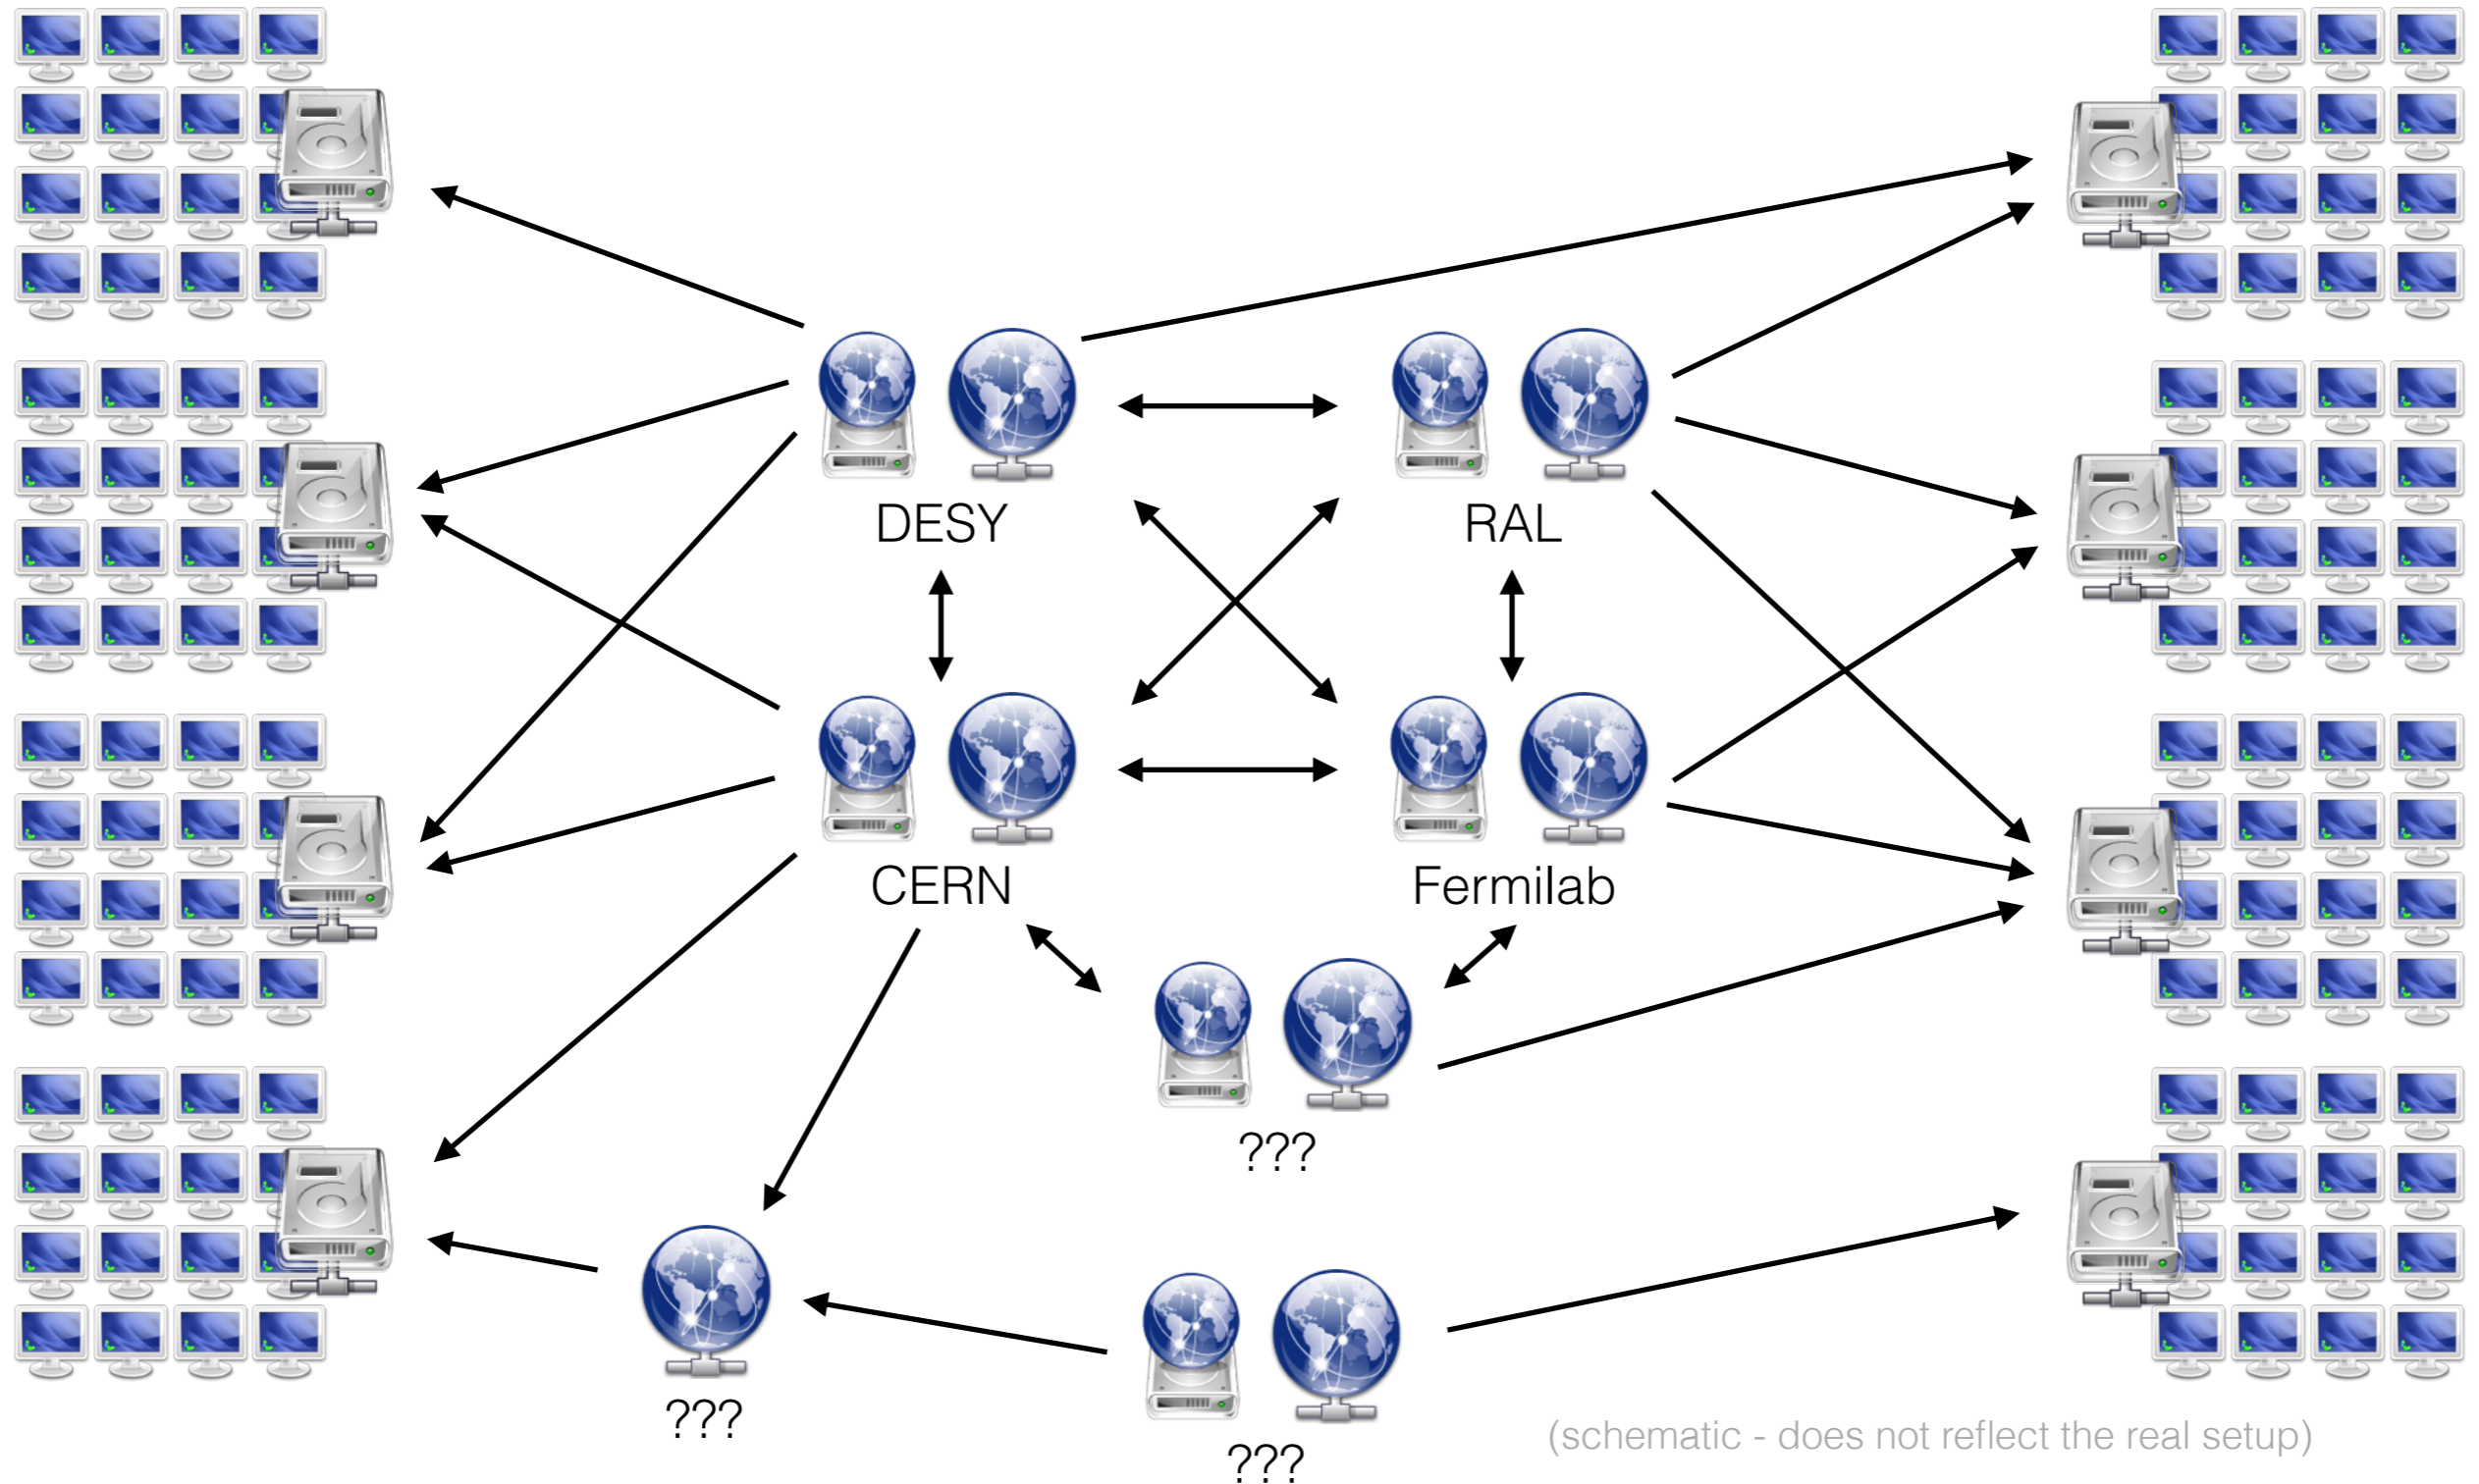 DESY
RAL
CERN
Fermilab
???
???
???
(schematic - does not reflect the real setup)